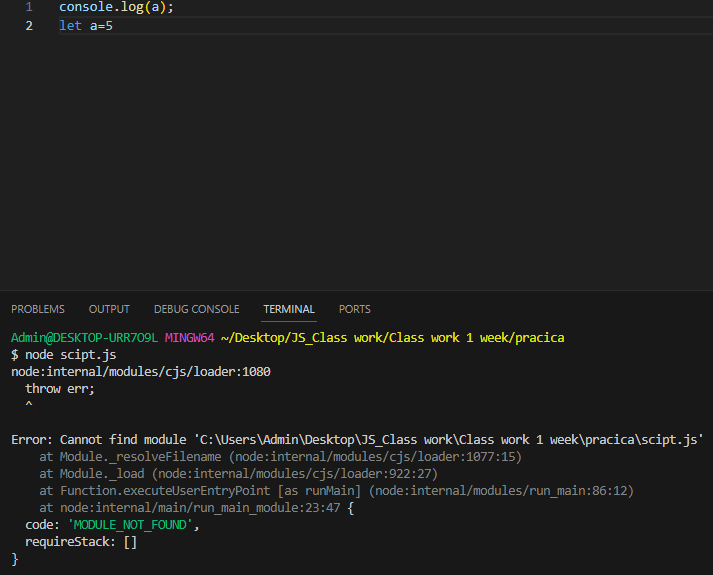 1 console.log(a);
2 let a=5
PROBLEMS OUTPUT DEBUG CONSOLE TERMINAL PORTS
Admin@DESKTOP-URR7O9L MINGW64 ~/Desktop/JS_Class work/Class work 1 week/pracica
$ node scipt.js
node:internal/modules/cjs/loader:1080
  throw err;
  ^

Error: Cannot find module 'C:\Users\Admin\Desktop\JS_Class work\Class work 1 week\pracica\scipt.js'
    at Module._resolveFilename (node:internal/modules/cjs/loader:1077:15)
    at Module._load (node:internal/modules/cjs/loader:922:27)
    at Function.executeUserEntryPoint [as runMain] (node:internal/modules/run_main:86:12)
    at node:internal/main/run_main_module:23:47 {
  code: 'MODULE_NOT_FOUND',
  requireStack: []
}